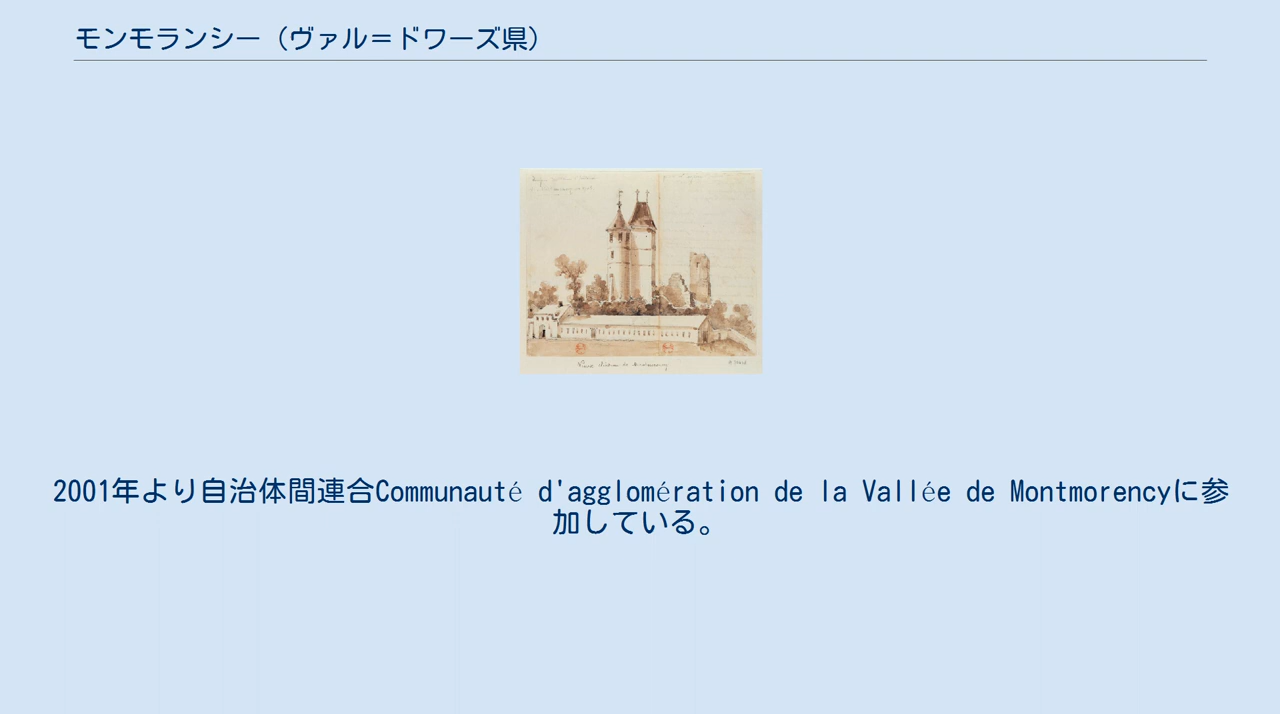 モンモランシー（ヴァル＝ドワーズ県）
2001年より自治体間連合Communauté d'agglomération de la Vallée de Montmorencyに参
加している。